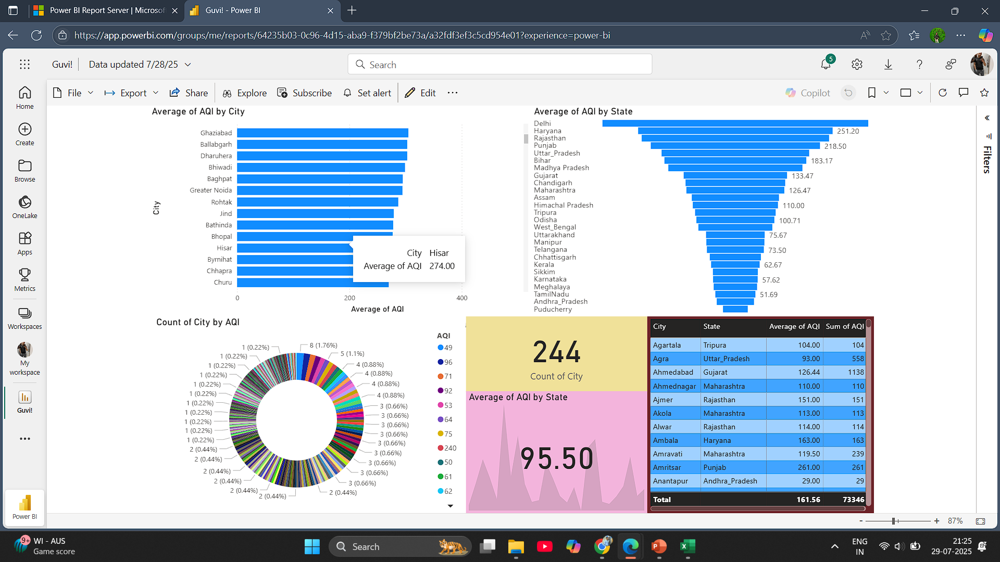 Power BI Report Server | Microsof
Guvi! - Power BI
https://app.powerbi.com/groups/me/reports/64235b03-0c96-4d15-aba9-f379bf2be73a/a32fdf3ef3c5cd954e01?experience=power-bi
Guvi!
Data updated 7/28/25
Search
5
File
Export
Share
Explore
Subscribe
Set alert
Edit
Copilot
Home
Create
Browse
OneLake
Apps
Metrics
Workspaces
My workspace
Guvi!
Power BI
Filters
Average of AQI by City
City
Ghaziabad
Ballabgarh
Dharuhera
Bhiwadi
Baghpat
Greater Noida
Rohtak
Jind
Bathinda
Bhopal
Hisar
Byrnihat
Chhapra
Churu
0 200 400
Average of AQI
City Hisar
Average of AQI 274.00
Average of AQI by State
Delhi
Haryana 251.20
Rajasthan
Punjab 218.50
Uttar_Pradesh
Bihar 183.17
Madhya Pradesh
Gujarat 133.47
Chandigarh
Maharashtra 126.47
Assam
Himachal Pradesh 110.00
Tripura
Odisha 100.71
West_Bengal
Uttarakhand 75.67
Manipur
Telangana 73.50
Chhattisgarh
Kerala 62.67
Sikkim
Karnataka 57.62
Meghalaya
TamilNadu 51.69
Andhra_Pradesh
Puducherry
Count of City by AQI
8 (1.76%)
5 (1.1%)
4 (0.88%)
4 (0.88%)
4 (0.88%)
4 (0.88%)
3 (0.66%)
3 (0.66%)
3 (0.66%)
3 (0.66%)
3 (0.66%)
3 (0.66%)
3 (0.66%)
3 (0.66%)
3 (0.66%)
2 (0.44%)
2 (0.44%)
2 (0.44%)
2 (0.44%)
2 (0.44%)
2 (0.44%)
2 (0.44%)
1 (0.22%)
1 (0.22%)
1 (0.22%)
1 (0.22%)
1 (0.22%)
1 (0.22%)
1 (0.22%)
1 (0.22%)
1 (0.22%)
1 (0.22%)
1 (0.22%)
AQI
49
96
71
92
53
64
75
240
50
61
62
244
Count of City
Average of AQI by State
95.50
City State Average of AQI Sum of AQI
Agartala Tripura 104.00 104
Agra Uttar_Pradesh 93.00 558
Ahmedabad Gujarat 126.44 1138
Ahmednagar Maharashtra 110.00 110
Ajmer Rajasthan 151.00 151
Akola Maharashtra 113.00 113
Alwar Rajasthan 114.00 114
Ambala Haryana 163.00 163
Amravati Maharashtra 119.50 239
Amritsar Punjab 261.00 261
Anantapur Andhra_Pradesh 29.00 29
Total 161.56 73346
- + 87%
9+
WI - AUS
Game score
Search
ENG
IN
21:25
29-07-2025